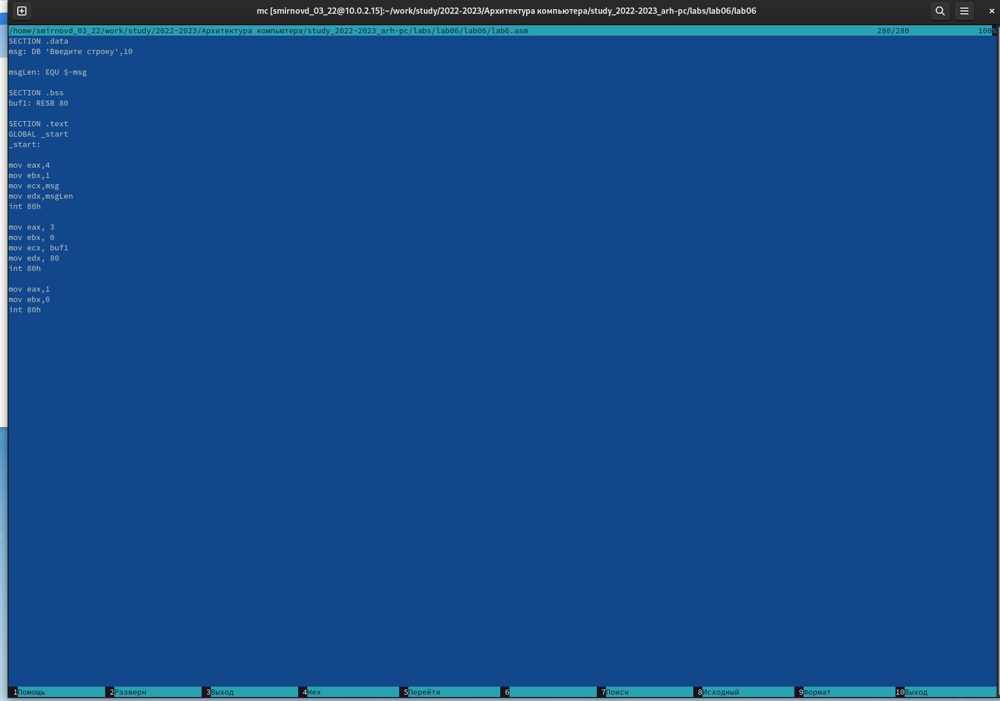 mc [smirnovd_03_22@10.0.2.15]:~/work/study/2022-2023/Архитектура компьютера/study_2022-2023_arh-pc/labs/lab06/lab06
/home/smirnovd_03_22/work/study/2022-2023/Архитектура компьютера/study_2022-2023_arh-pc/labs/lab06/lab06/lab6.asm 280/280 100%
SECTION .data
msg: DB 'Введите строку',10
msgLen: EQU $-msg
SECTION .bss
buf1: RESB 80
SECTION .text
GLOBAL _start
_start:
mov eax,4
mov ebx,1
mov ecx,msg
mov edx,msgLen
int 80h
mov eax, 3
mov ebx, 0
mov ecx, buf1
mov edx, 80
int 80h
mov eax,1
mov ebx,0
int 80h
1Помощь 2Разверн 3Выход 4Hex 5Перейти 6 7Поиск 8Исходный 9Формат 10Выход